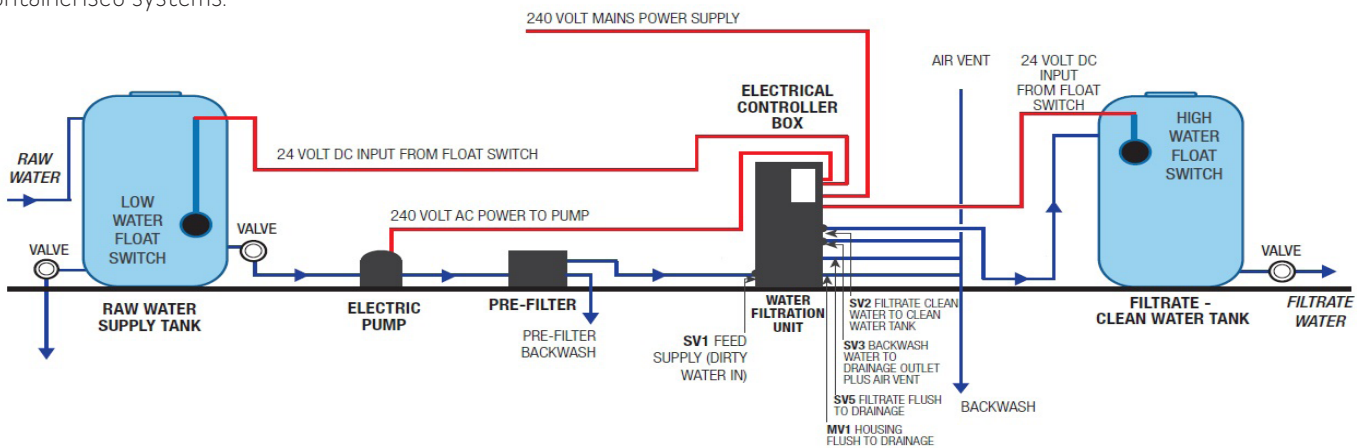 ontainerised systems.
240 VOLT MAINS POWER SUPPLY
AIR VENT
24 VOLT DC
INPUT
FROM FLOAT
SWITCH
ELECTRICAL
CONTROLLER
BOX
RAW
WATER
24 VOLT DC INPUT FROM FLOAT SWITCH
HIGH
WATER
FLOAT
SWITCH
LOW
WATER
FLOAT
SWITCH
240 VOLT AC POWER TO PUMP
VALVE
VALVE
VALVE
RAW WATER
SUPPLY TANK
ELECTRIC
PUMP
PRE-FILTER
PRE-FILTER
BACKWASH
WATER
FILTRATION
UNIT
SV1 FEED
SUPPLY (DIRTY
WATER IN)
SV2 FILTRATE CLEAN
WATER TO CLEAN
WATER TANK
SV3 BACKWASH
WATER TO
DRAINAGE OUTLET
PLUS AIR VENT
SV5 FILTRATE FLUSH
TO DRAINAGE
MV1 HOUSING
FLUSH TO DRAINAGE
BACKWASH
FILTRATE -
CLEAN WATER TANK
FILTRATE
WATER